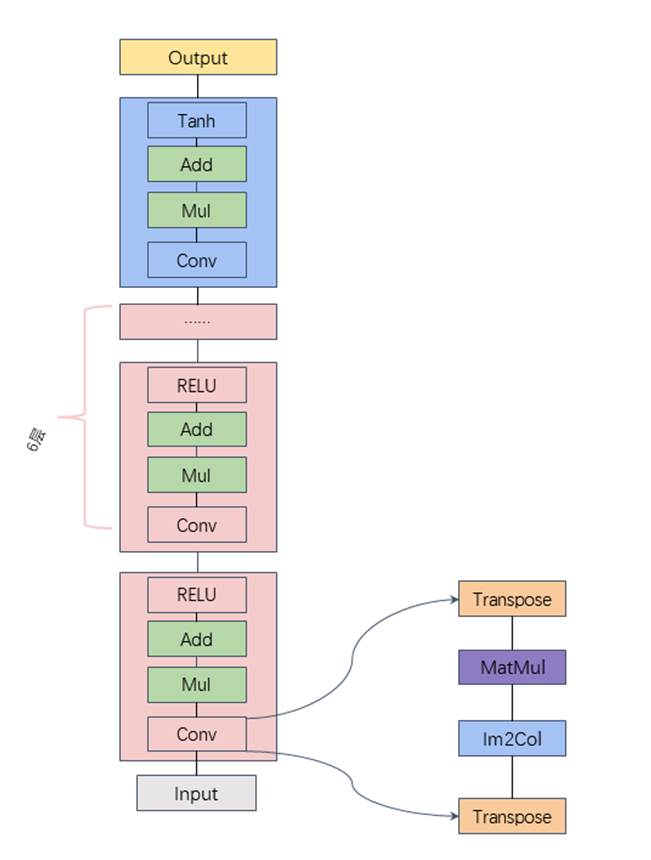 Output
Tanh
Add
Mul
Conv
......
RELU
Add
Mul
Conv
6层
RELU
Add
Mul
Conv
Input
Transpose
MatMul
Im2Col
Transpose